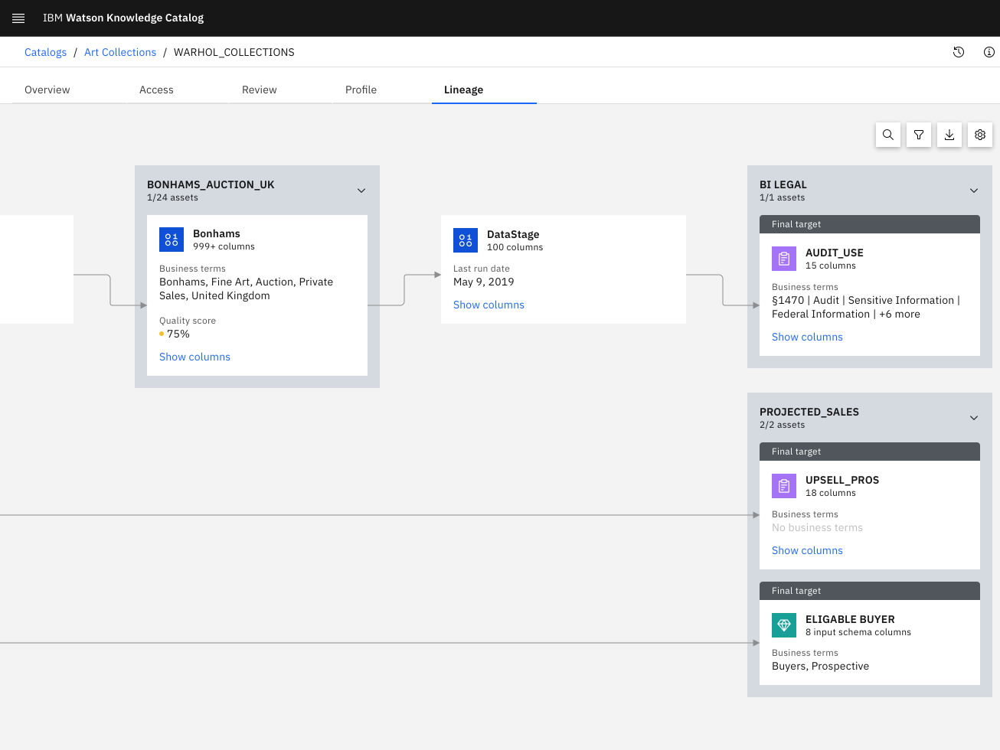 IBM Watson Knowledge Catalog
Catalogs / Art Collections / WARHOL_COLLECTIONS
Overview Access Review Profile Lineage
BONHAMS_AUCTION_UK
1/24 assets
Bonhams
999+ columns
Business terms
Bonhams, Fine Art, Auction, Private
Sales, United Kingdom
Quality score
75%
Show columns
DataStage
100 columns
Last run date
May 9, 2019
Show columns
BI LEGAL
1/1 assets
Final target
AUDIT_USE
15 columns
Business terms
§1470 | Audit | Sensitive Information |
Federal Information | +6 more
Show columns
PROJECTED_SALES
2/2 assets
Final target
UPSELL_PROS
18 columns
Business terms
No business terms
Show columns
Final target
ELIGABLE BUYER
8 input schema columns
Business terms
Buyers, Prospective